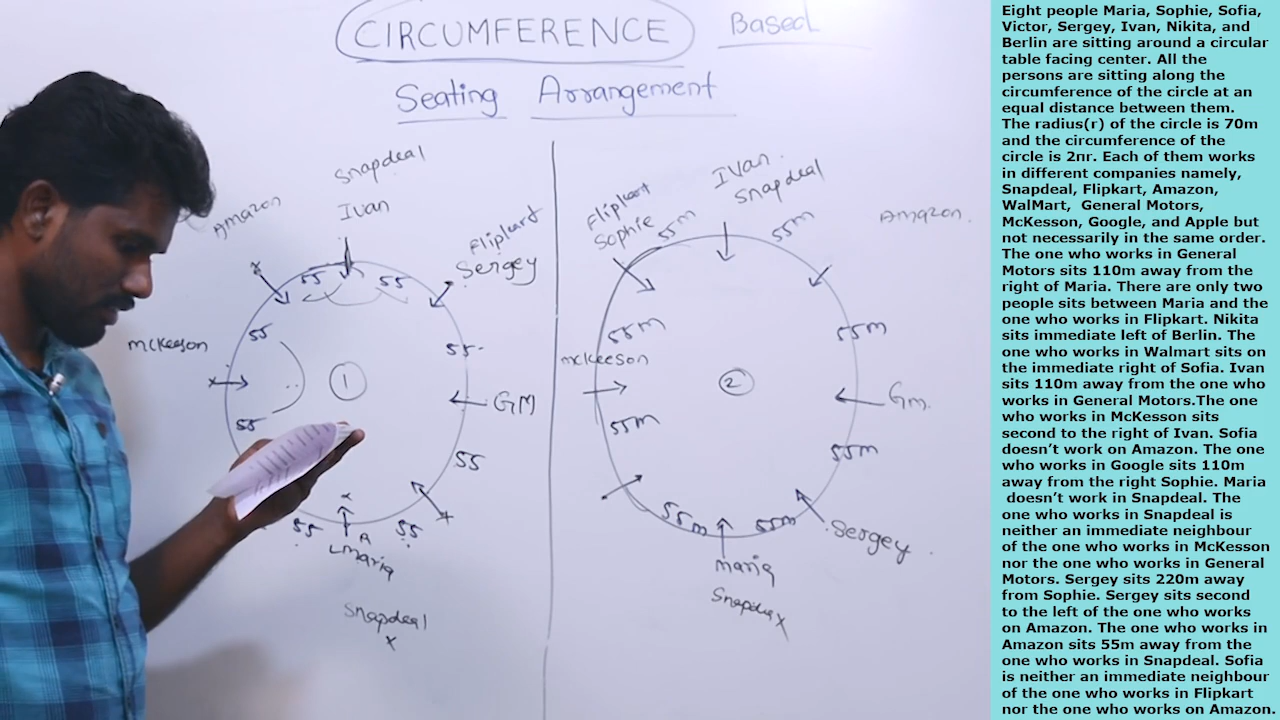 CIRCUMFERENCE Based
Seating Arrangement
Snapdeal
Ivan
Amazon
Flipkart
Sergey
55
55
55
55-
McKeeson
1
GM
55
55
55
55
Maria
Snapdeal
x
Ivan
Snapdeal
Flipkart
Sophie
55m
55m
Amazon.
55m
55m
mcKeeson
2
GM.
55m
55m
55m
55m
Sergey
Maria
Eight people Maria, Sophie, Sofia,
Victor, Sergey, Ivan, Nikita, and
Berlin are sitting around a circular
table facing center. All the
persons are sitting along the
circumference of the circle at an
equal distance between them.
The radius(r) of the circle is 70m
and the circumference of the
circle is 2πr. Each of them works
in different companies namely,
Snapdeal, Flipkart, Amazon,
WalMart, General Motors,
McKesson, Google, and Apple but
not necessarily in the same order.
The one who works in General
Motors sits 110m away from the
right of Maria. There are only two
people sits between Maria and the
one who works in Flipkart. Nikita
sits immediate left of Berlin. The
one who works in Walmart sits on
the immediate right of Sofia. Ivan
sits 110m away from the one who
works in General Motors.The one
who works in McKesson sits
second to the right of Ivan. Sofia
doesn't work on Amazon. The one
who works in Google sits 110m
away from the right Sophie. Maria
doesn't work in Snapdeal. The
one who works in Snapdeal is
neither an immediate neighbour
of the one who works in McKesson
nor the one who works in General
Motors. Sergey sits 220m away
from Sophie. Sergey sits second
to the left of the one who works
on Amazon. The one who works in
Amazon sits 55m away from the
one who works in Snapdeal. Sofia
is neither an immediate neighbour
of the one who works in Flipkart
nor the one who works on Amazon.